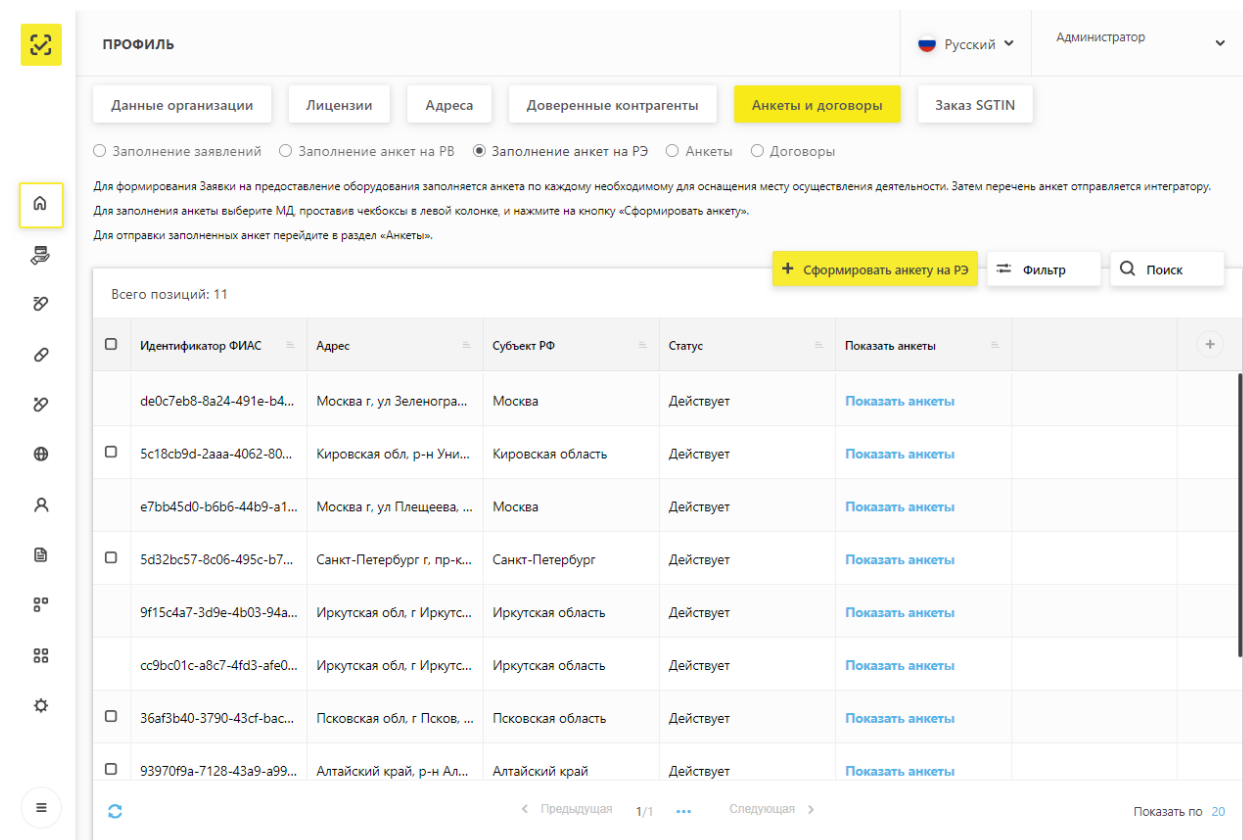 ПРОФИЛЬ
Русский
Администратор
Данные организации Лицензии Адреса Доверенные контрагенты Анкеты и договоры Заказ SGTIN
Заполнение заявлений Заполнение анкет на РВ Заполнение анкет на РЭ Анкеты Договоры
Для формирования Заявки на предоставление оборудования заполняется анкета по каждому необходимому для оснащения месту осуществления деятельности. Затем перечень анкет отправляется интегратору.
Для заполнения анкеты выберите МД, проставив чекбоксы в левой колонке, и нажмите на кнопку «Сформировать анкету».
Для отправки заполненных анкет перейдите в раздел «Анкеты».
+ Сформировать анкету на РЭ Фильтр Поиск
Всего позиций: 11
Идентификатор ФИАС Адрес Субъект РФ Статус Показать анкеты +
de0c7eb8-8a24-491e-b4... Москва г, ул Зеленогра... Москва Действует Показать анкеты
5c18cb9d-2aaa-4062-80... Кировская обл, р-н Уни... Кировская область Действует Показать анкеты
e7bb45d0-b6b6-44b9-a1... Москва г, ул Плещеева, ... Москва Действует Показать анкеты
5d32bc57-8c06-495c-b7... Санкт-Петербург г, пр-к... Санкт-Петербург Действует Показать анкеты
9f15c4a7-3d9e-4b03-94a... Иркутская обл, г Иркутс... Иркутская область Действует Показать анкеты
cc9bc01c-a8c7-4fd3-afe0... Иркутская обл, г Иркутс... Иркутская область Действует Показать анкеты
36af3b40-3790-43cf-bac... Псковская обл, г Псков, ... Псковская область Действует Показать анкеты
93970f9a-7128-43a9-a99... Алтайский край, р-н Ал... Алтайский край Действует Показать анкеты
< Предыдущая 1/1 ••• Следующая > Показать по 20